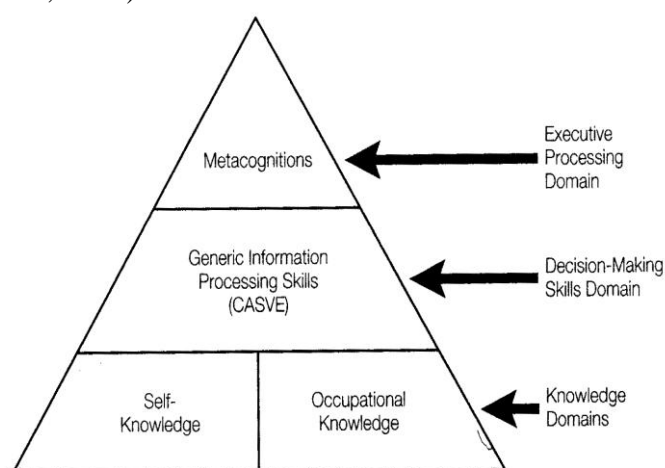 Metacognitions
Executive
Processing
Domain
Generic Information
Processing Skills
(CASVE)
Decision-Making
Skills Domain
Self-
Knowledge
Occupational
Knowledge
Knowledge
Domains